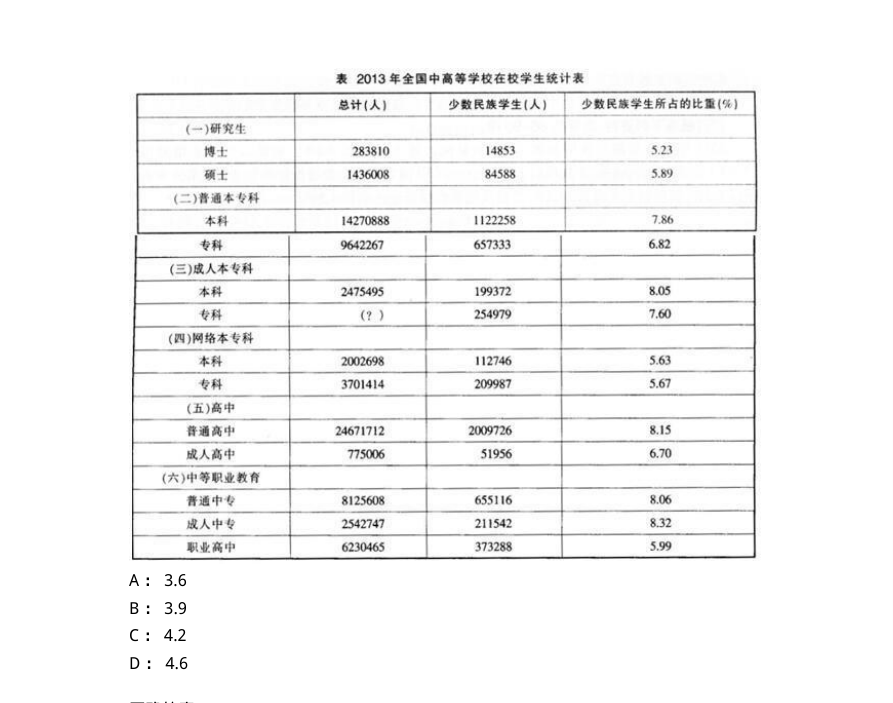 表 2013年全国中高等学校在校学生统计表
总计(人) 少数民族学生(人) 少数民族学生所占的比重(%)
(一)研究生
博士 283810 14853 5.23
硕士 1436008 84588 5.89
(二)普通本专科
本科 14270888 1122258 7.86
专科 9642267 657333 6.82
(三)成人本专科
本科 2475495 199372 8.05
专科 (?) 254979 7.60
(四)网络本专科
本科 2002698 112746 5.63
专科 3701414 209987 5.67
(五)高中
普通高中 24671712 2009726 8.15
成人高中 775006 51956 6.70
(六)中等职业教育
普通中专 8125608 655116 8.06
成人中专 2542747 211542 8.32
职业高中 6230465 373288 5.99
A： 3.6
B： 3.9
C： 4.2
D： 4.6